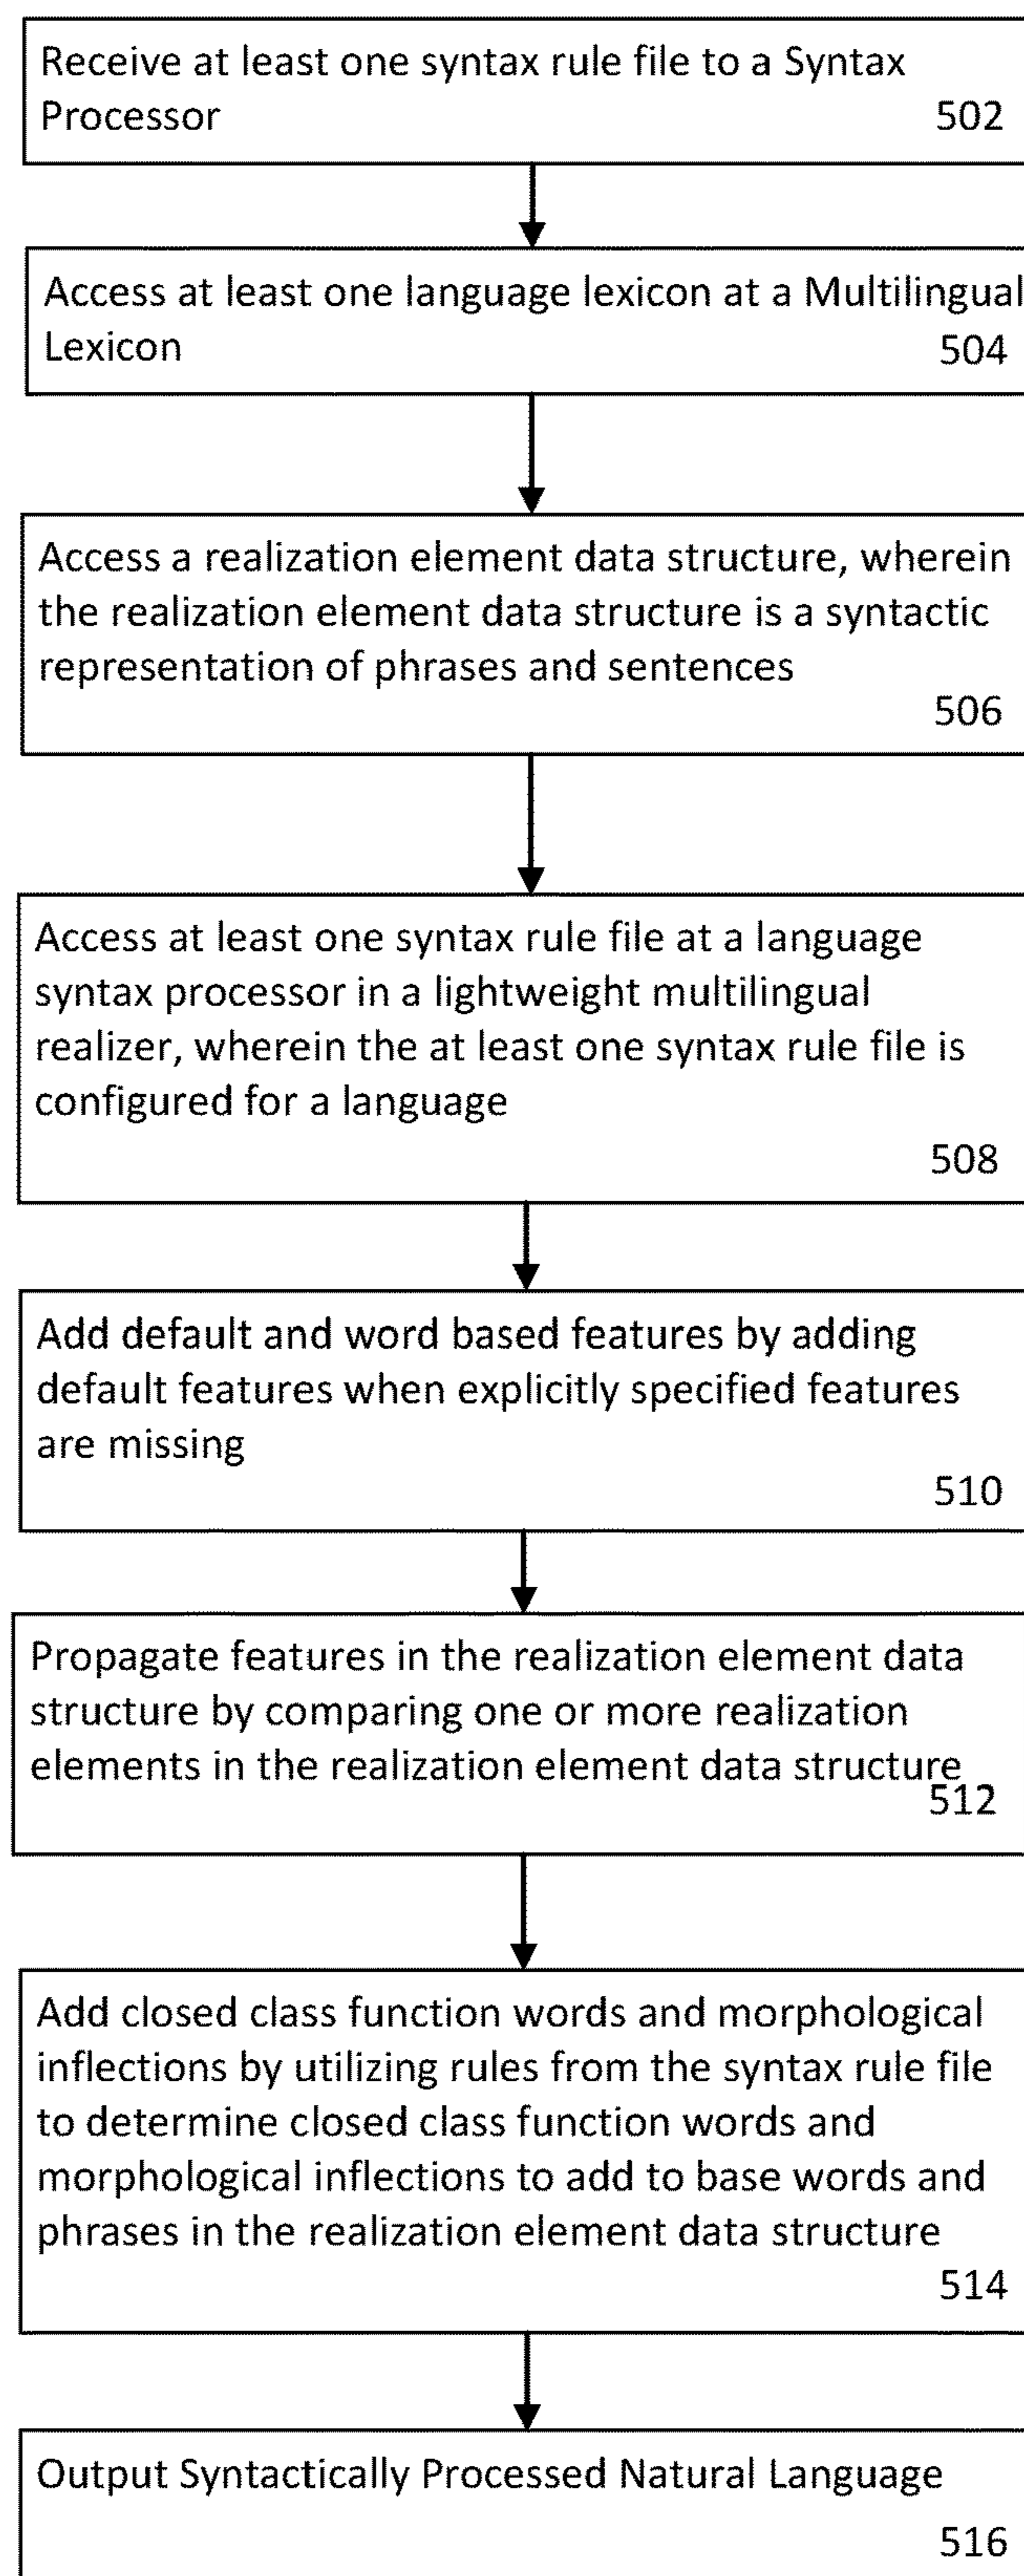 Receive at least one syntax rule file to a Syntax
Processor
502
Access at least one language lexicon at a Multilingual
Lexicon
504
Access a realization element data structure, wherein
the realization element data structure is a syntactic
representation of phrases and sentences
506
Access at least one syntax rule file at a language
syntax processor in a lightweight multilingual
realizer, wherein the at least one syntax rule file is
configured for a language
508
Add default and word based features by adding
default features when explicitly specified features
are missing
510
Propagate features in the realization element data
structure by comparing one or more realization
elements in the realization element data structure
512
Add closed class function words and morphological
inflections by utilizing rules from the syntax rule file
to determine closed class function words and
morphological inflections to add to base words and
phrases in the realization element data structure
514
Output Syntactically Processed Natural Language
516